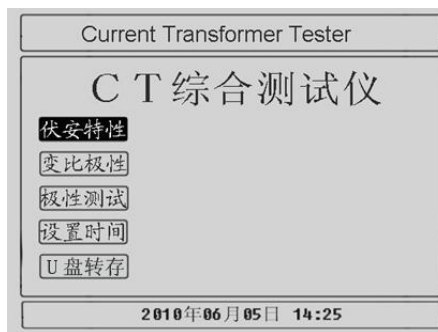 Current Transformer Tester
CT综合测试仪
伏安特性
变比极性
极性测试
设置时间
U盘转存
2010年06月05日 14:25